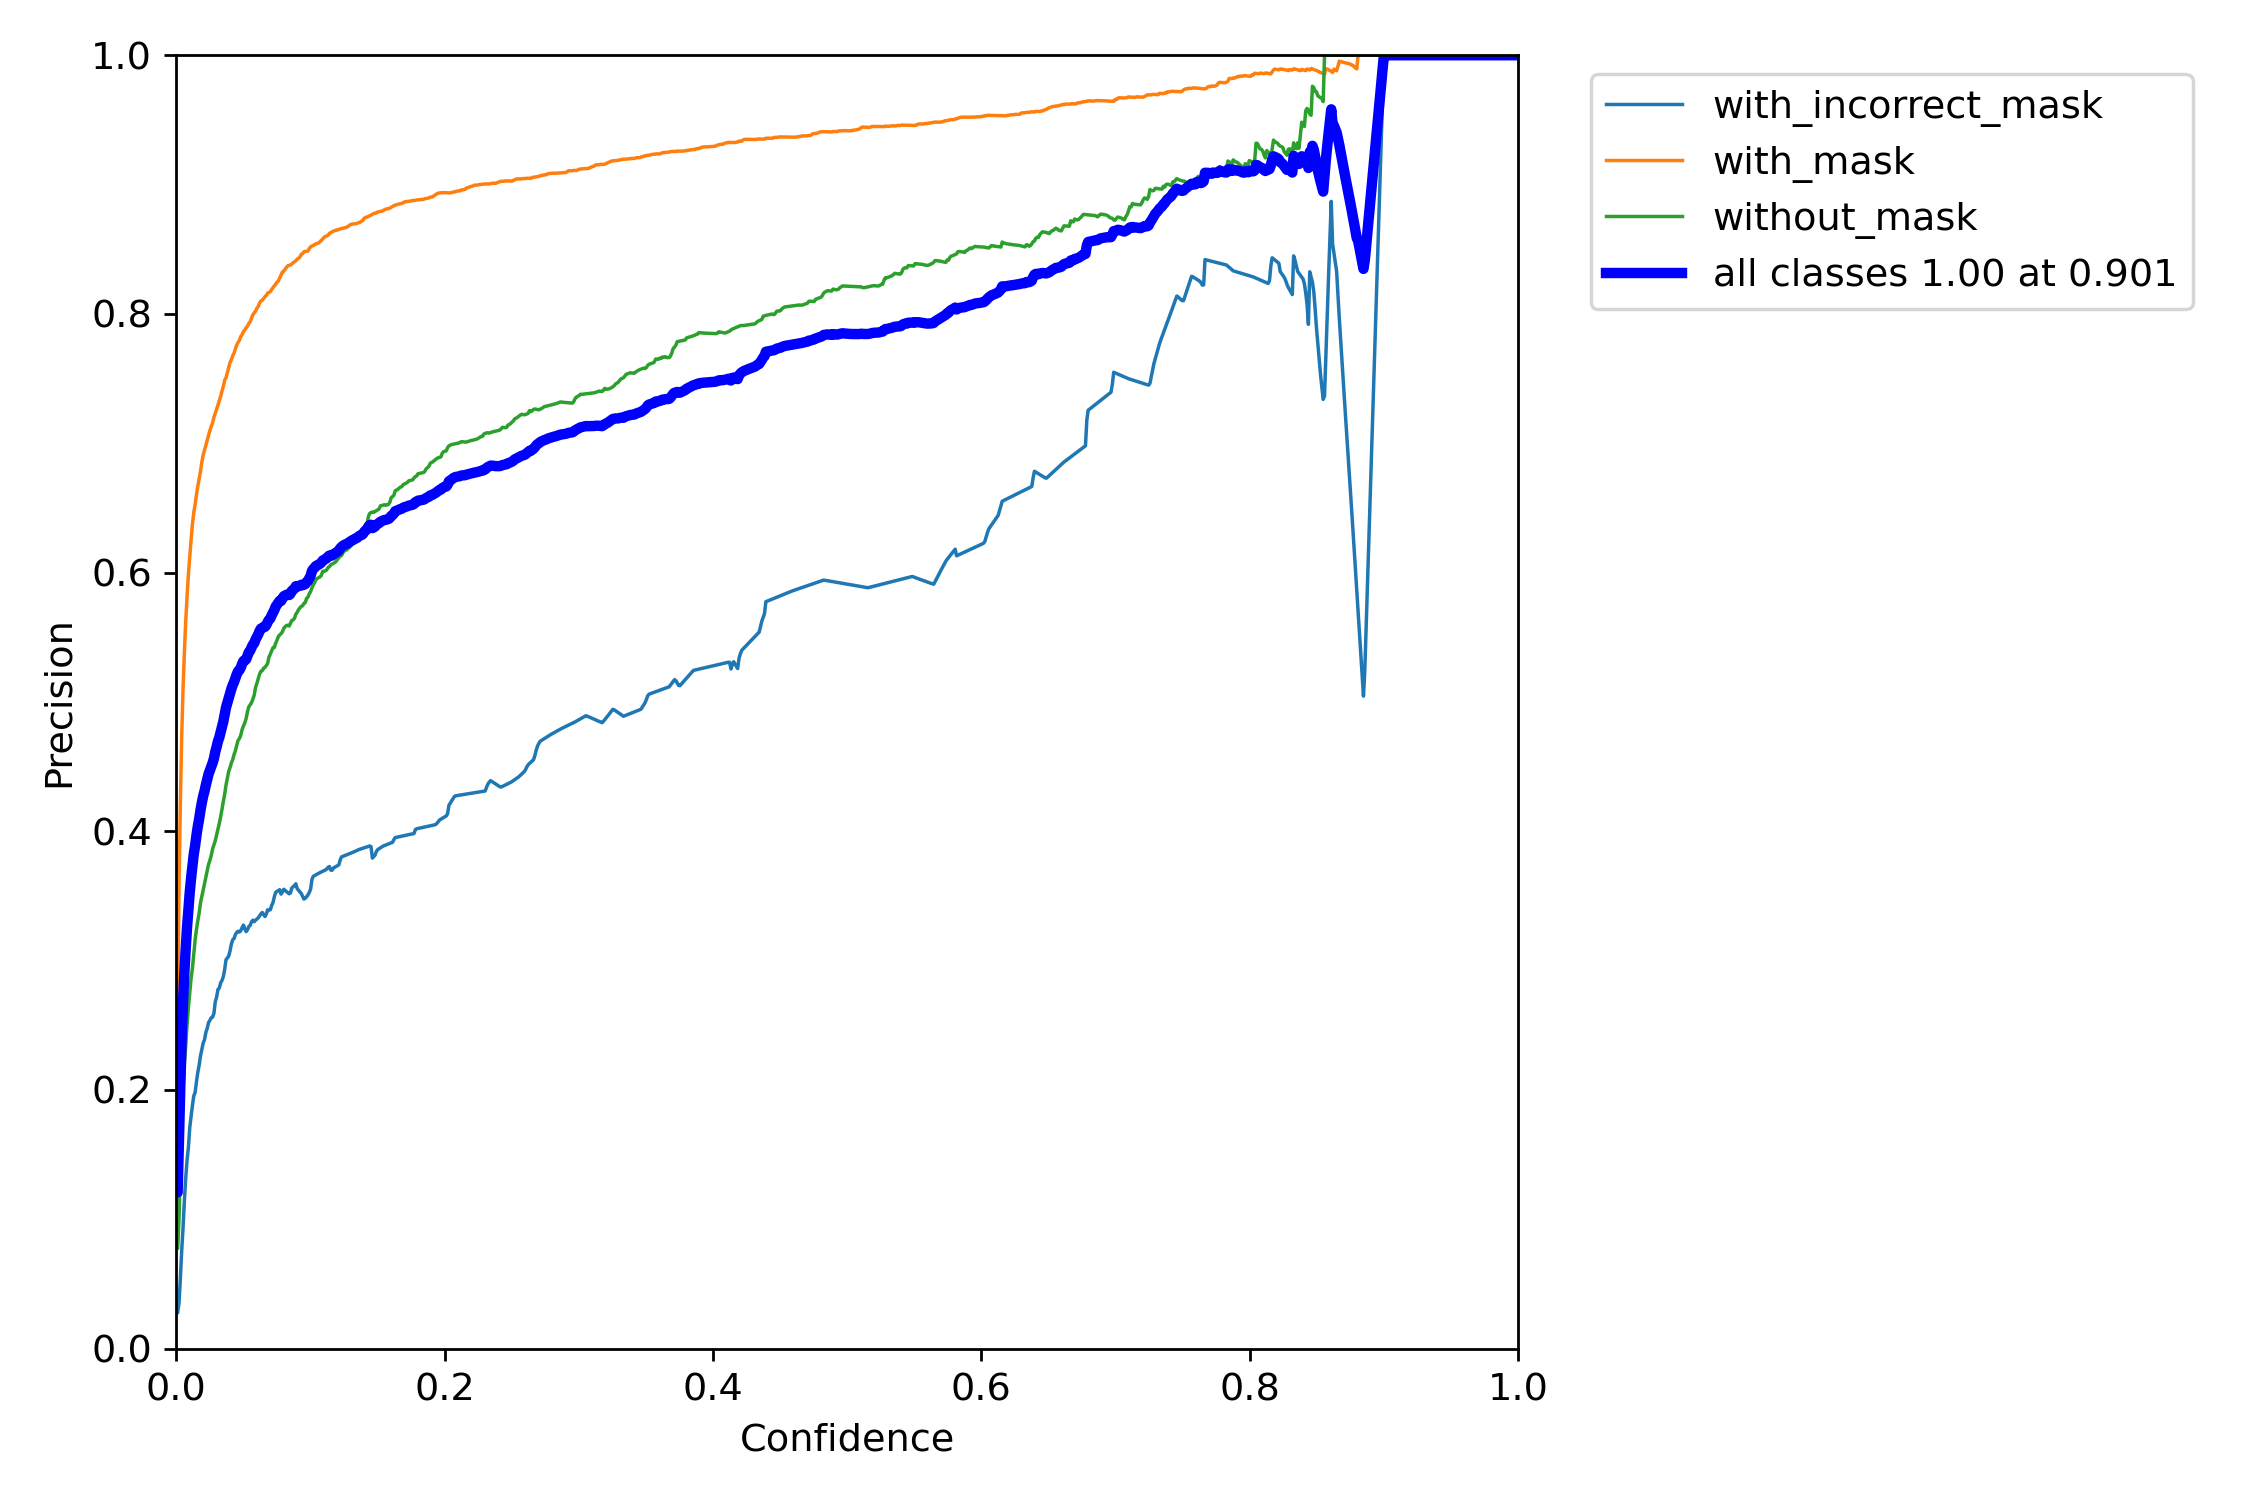 1.0
0.8
0.6
0.4
0.2
0.0
Precision
0.0 0.2 0.4 0.6 0.8 1.0
Confidence
with_incorrect_mask
with_mask
without_mask
all classes 1.00 at 0.901